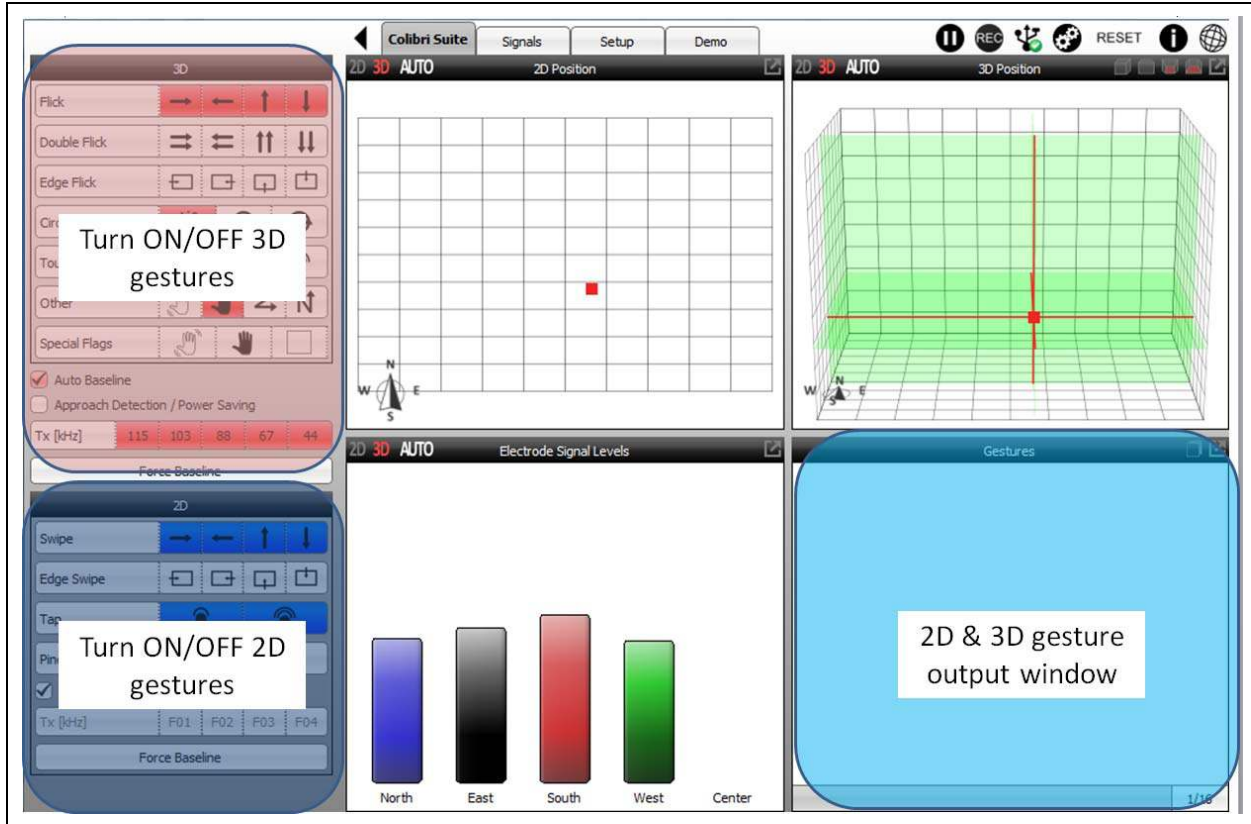 Colibri Suite
Signals
Setup
Demo
REC
RESET
3D
Flick
Double Flick
Edge Flick
Turn ON/OFF 3D
gestures
Other
Special Flags
Auto Baseline
Approach Detection / Power Saving
Tx [kHz] 115 103 88 67 44
Force Baseline
2D
Swipe
Edge Swipe
Tap
Turn ON/OFF 2D
gestures
Tx [kHz] F01 F02 F03 F04
Force Baseline
2D 3D AUTO 2D Position
N
W E
S
2D 3D AUTO 3D Position
N
W E
S
2D 3D AUTO Electrode Signal Levels
North East South West Center
Gestures
2D & 3D gesture
output window
1/16